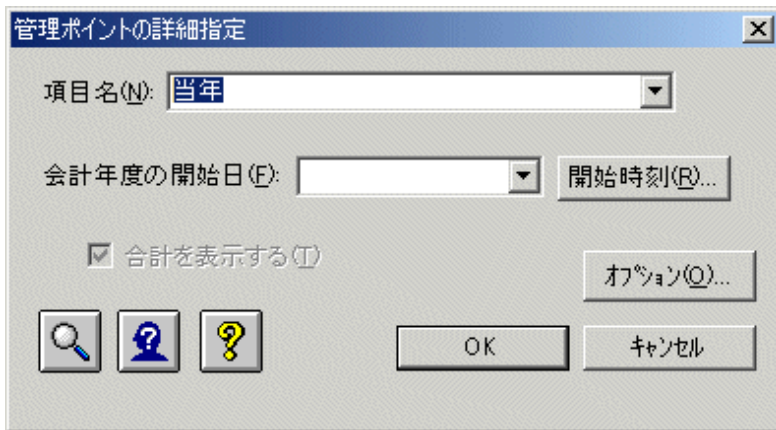 管理ポイントの詳細指定
項目名(N): 当年
会計年度の開始日(F): 開始時刻(R)...
合計を表示する(T)
ｵﾌﾟｼｮﾝ(O)...
OK ｷｬﾝｾﾙ